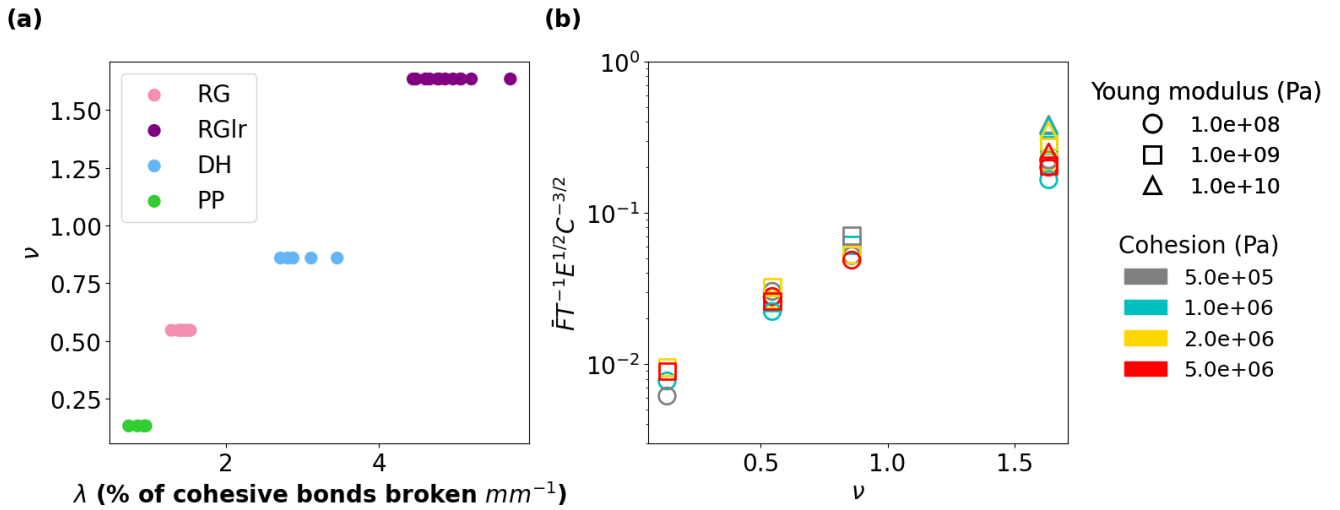 (a)
(b)
1.50
1.25
1.00
0.75
0.50
0.25
ν
RG
RGlr
DH
PP
2
4
λ (% of cohesive bonds broken mm⁻¹)
10⁰
10⁻¹
10⁻²
F̄T⁻¹E^{1/2}C^{−3/2}
0.5
1.0
1.5
ν
Young modulus (Pa)
1.0e+08
1.0e+09
1.0e+10
Cohesion (Pa)
5.0e+05
1.0e+06
2.0e+06
5.0e+06